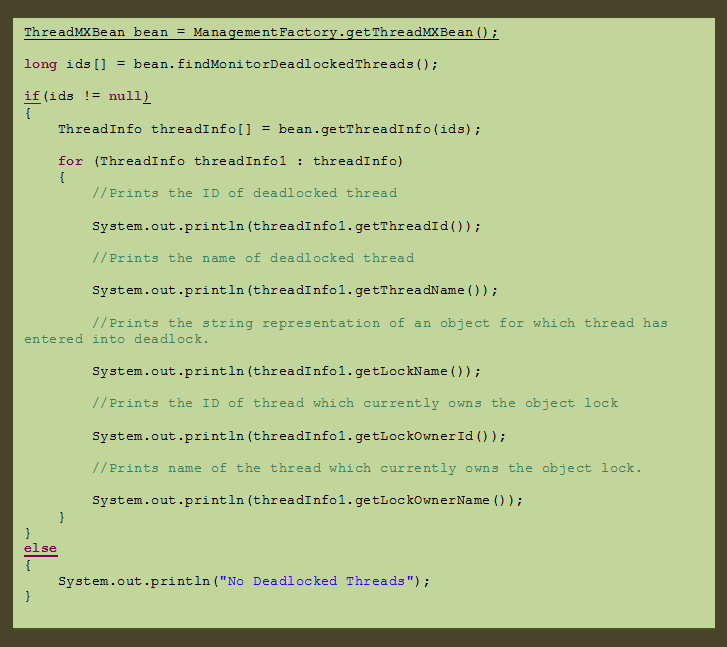 ThreadMXBean bean = ManagementFactory.getThreadMXBean();
long ids[] = bean.findMonitorDeadlockedThreads();
if(ids != null)
{
ThreadInfo threadInfo[] = bean.getThreadInfo(ids);
for (ThreadInfo threadInfo1 : threadInfo)
{
//Prints the ID of deadlocked thread
System.out.println(threadInfo1.getThreadId());
//Prints the name of deadlocked thread
System.out.println(threadInfo1.getThreadName());
//Prints the string representation of an object for which thread has
entered into deadlock.
System.out.println(threadInfo1.getLockName());
//Prints the ID of thread which currently owns the object lock
System.out.println(threadInfo1.getLockOwnerId());
//Prints name of the thread which currently owns the object lock.
System.out.println(threadInfo1.getLockOwnerName());
}
}
else
{
System.out.println("No Deadlocked Threads");
}